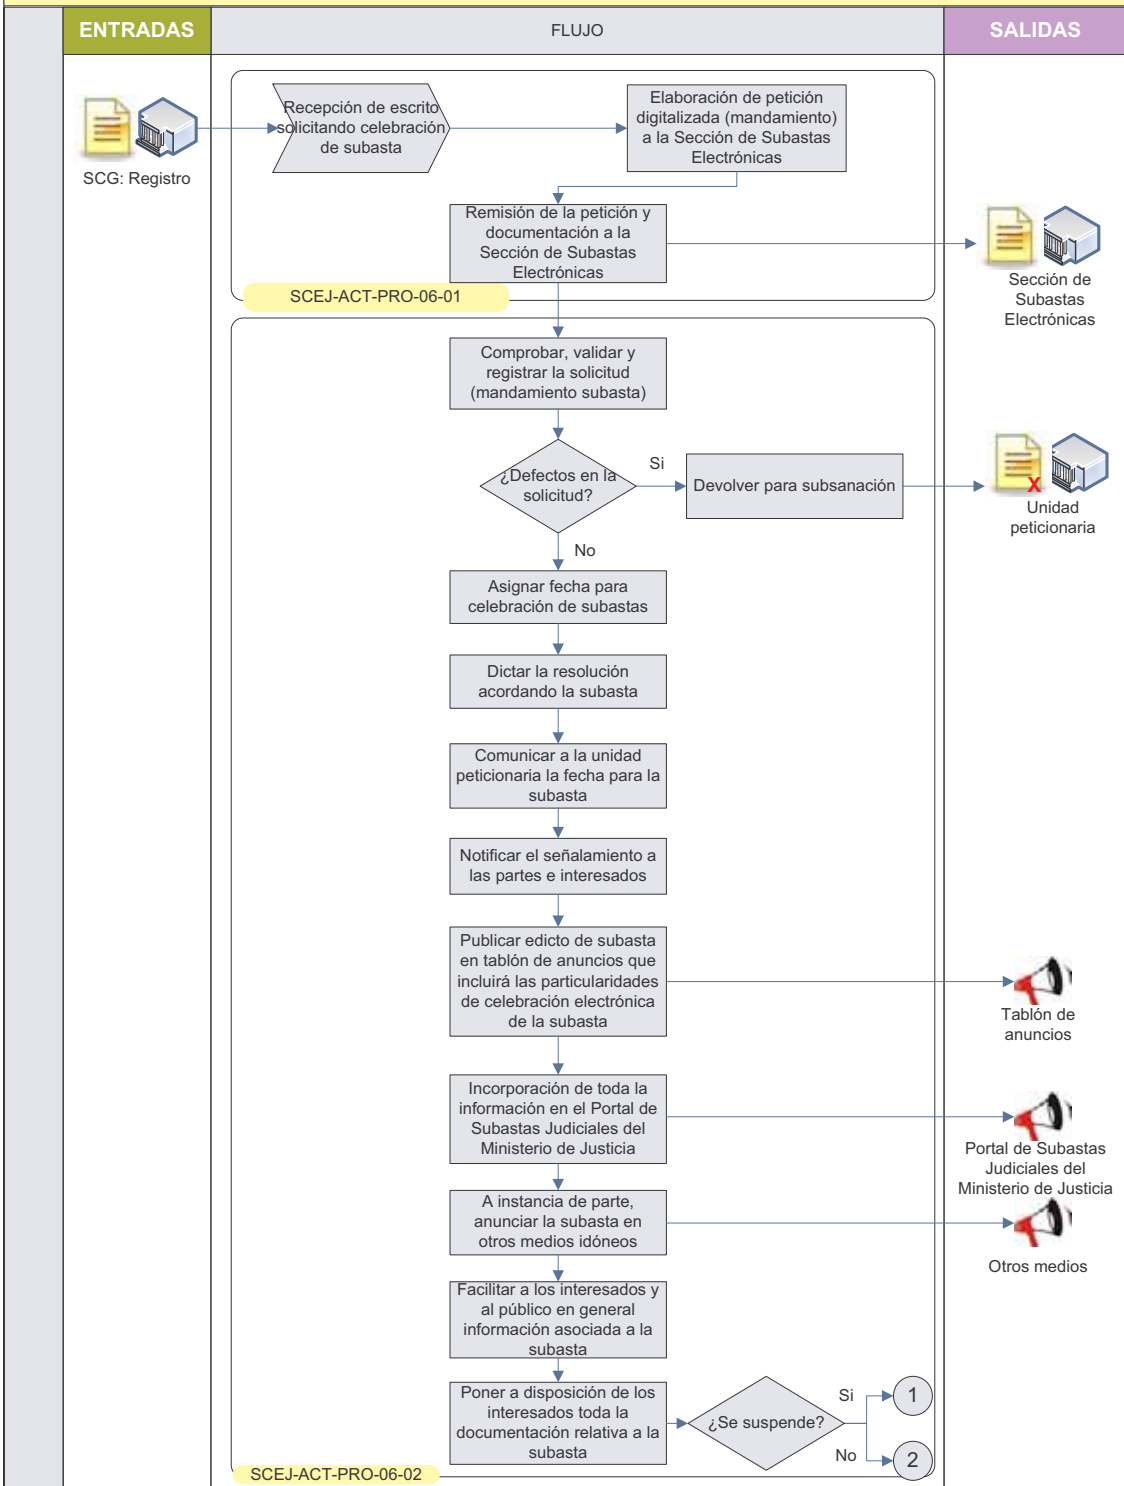 ENTRADAS
FLUJO
SALIDAS
Recepción de escrito
solicitando celebración
de subasta
Elaboración de petición
digitalizada (mandamiento)
a la Sección de Subastas
Electrónicas
SCG: Registro
Remisión de la petición y
documentación a la
Sección de Subastas
Electrónicas
Sección de
Subastas
Electrónicas
SCEJ-ACT-PRO-06-01
Comprobar, validar y
registrar la solicitud
(mandamiento subasta)
¿Defectos en la
solicitud?
Si
Devolver para subsanación
X
Unidad
peticionaria
No
Asignar fecha para
celebración de subastas
Dictar la resolución
acordando la subasta
Comunicar a la unidad
peticionaria la fecha para la
subasta
Notificar el señalamiento a
las partes e interesados
Publicar edicto de subasta
en tablón de anuncios que
incluirá las particularidades
de celebración electrónica
de la subasta
Tablón de
anuncios
Incorporación de toda la
información en el Portal de
Subastas Judiciales del
Ministerio de Justicia
Portal de Subastas
Judiciales del
Ministerio de Justicia
A instancia de parte,
anunciar la subasta en
otros medios idóneos
Otros medios
Facilitar a los interesados y
al público en general
información asociada a la
subasta
Poner a disposición de los
interesados toda la
documentación relativa a la
subasta
¿Se suspende?
Si
1
No
2
SCEJ-ACT-PRO-06-02